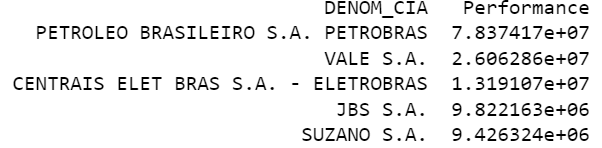 DENOM_CIA Performance
PETROLEO BRASILEIRO S.A. PETROBRAS 7.837417e+07
VALE S.A. 2.606286e+07
CENTRAIS ELET BRAS S.A. - ELETROBRAS 1.319107e+07
JBS S.A. 9.822163e+06
SUZANO S.A. 9.426324e+06